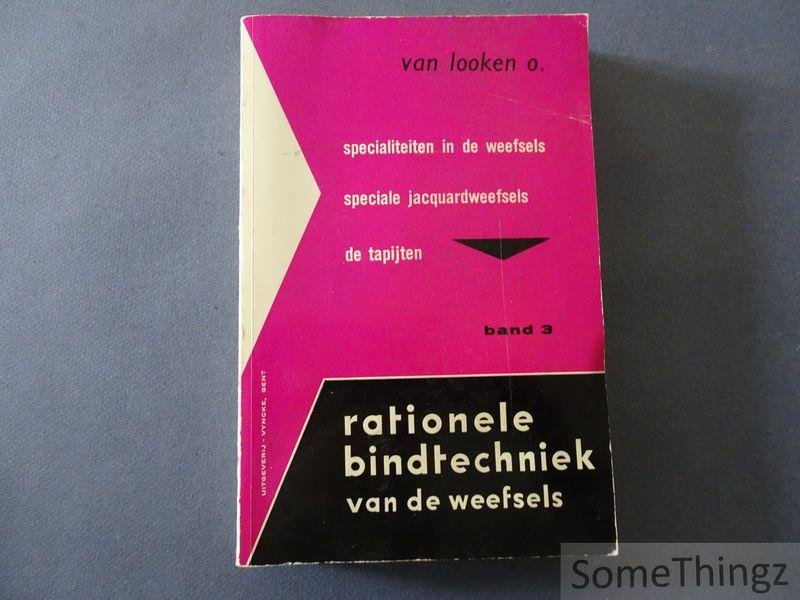 van looken o.
specialiteiten in de weefsels
speciale jacquardweefsels
de tapijten
band 3
UITGEVERIJ - VYNCKE, GENT
rationele
bindtechniek
van de weefsels
SomeThingz